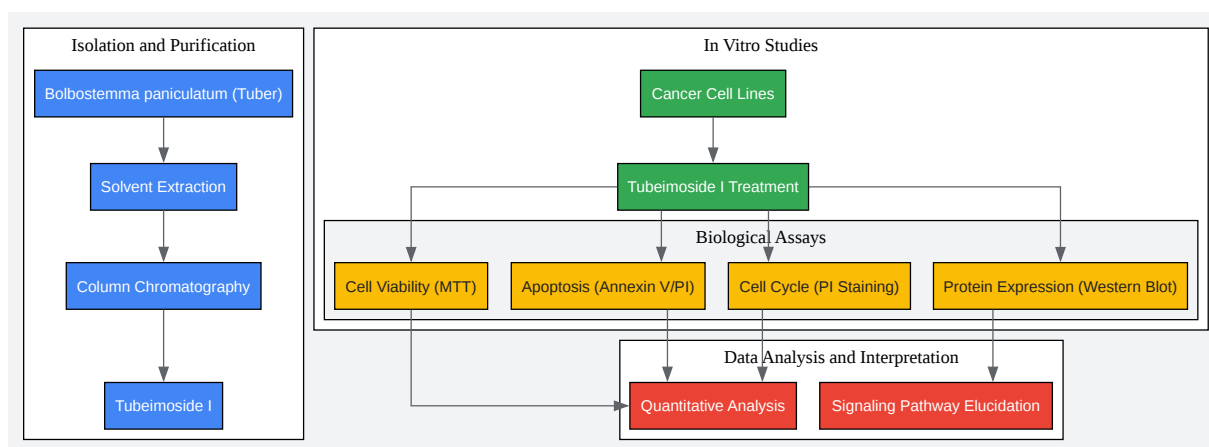 Isolation and Purification
Bolbostemma paniculatum (Tuber)
Solvent Extraction
Column Chromatography
Tubeimoside I
In Vitro Studies
Cancer Cell Lines
Tubeimoside I Treatment
Biological Assays
Cell Viability (MTT)
Apoptosis (Annexin V/PI)
Cell Cycle (PI Staining)
Protein Expression (Western Blot)
Data Analysis and Interpretation
Quantitative Analysis
Signaling Pathway Elucidation